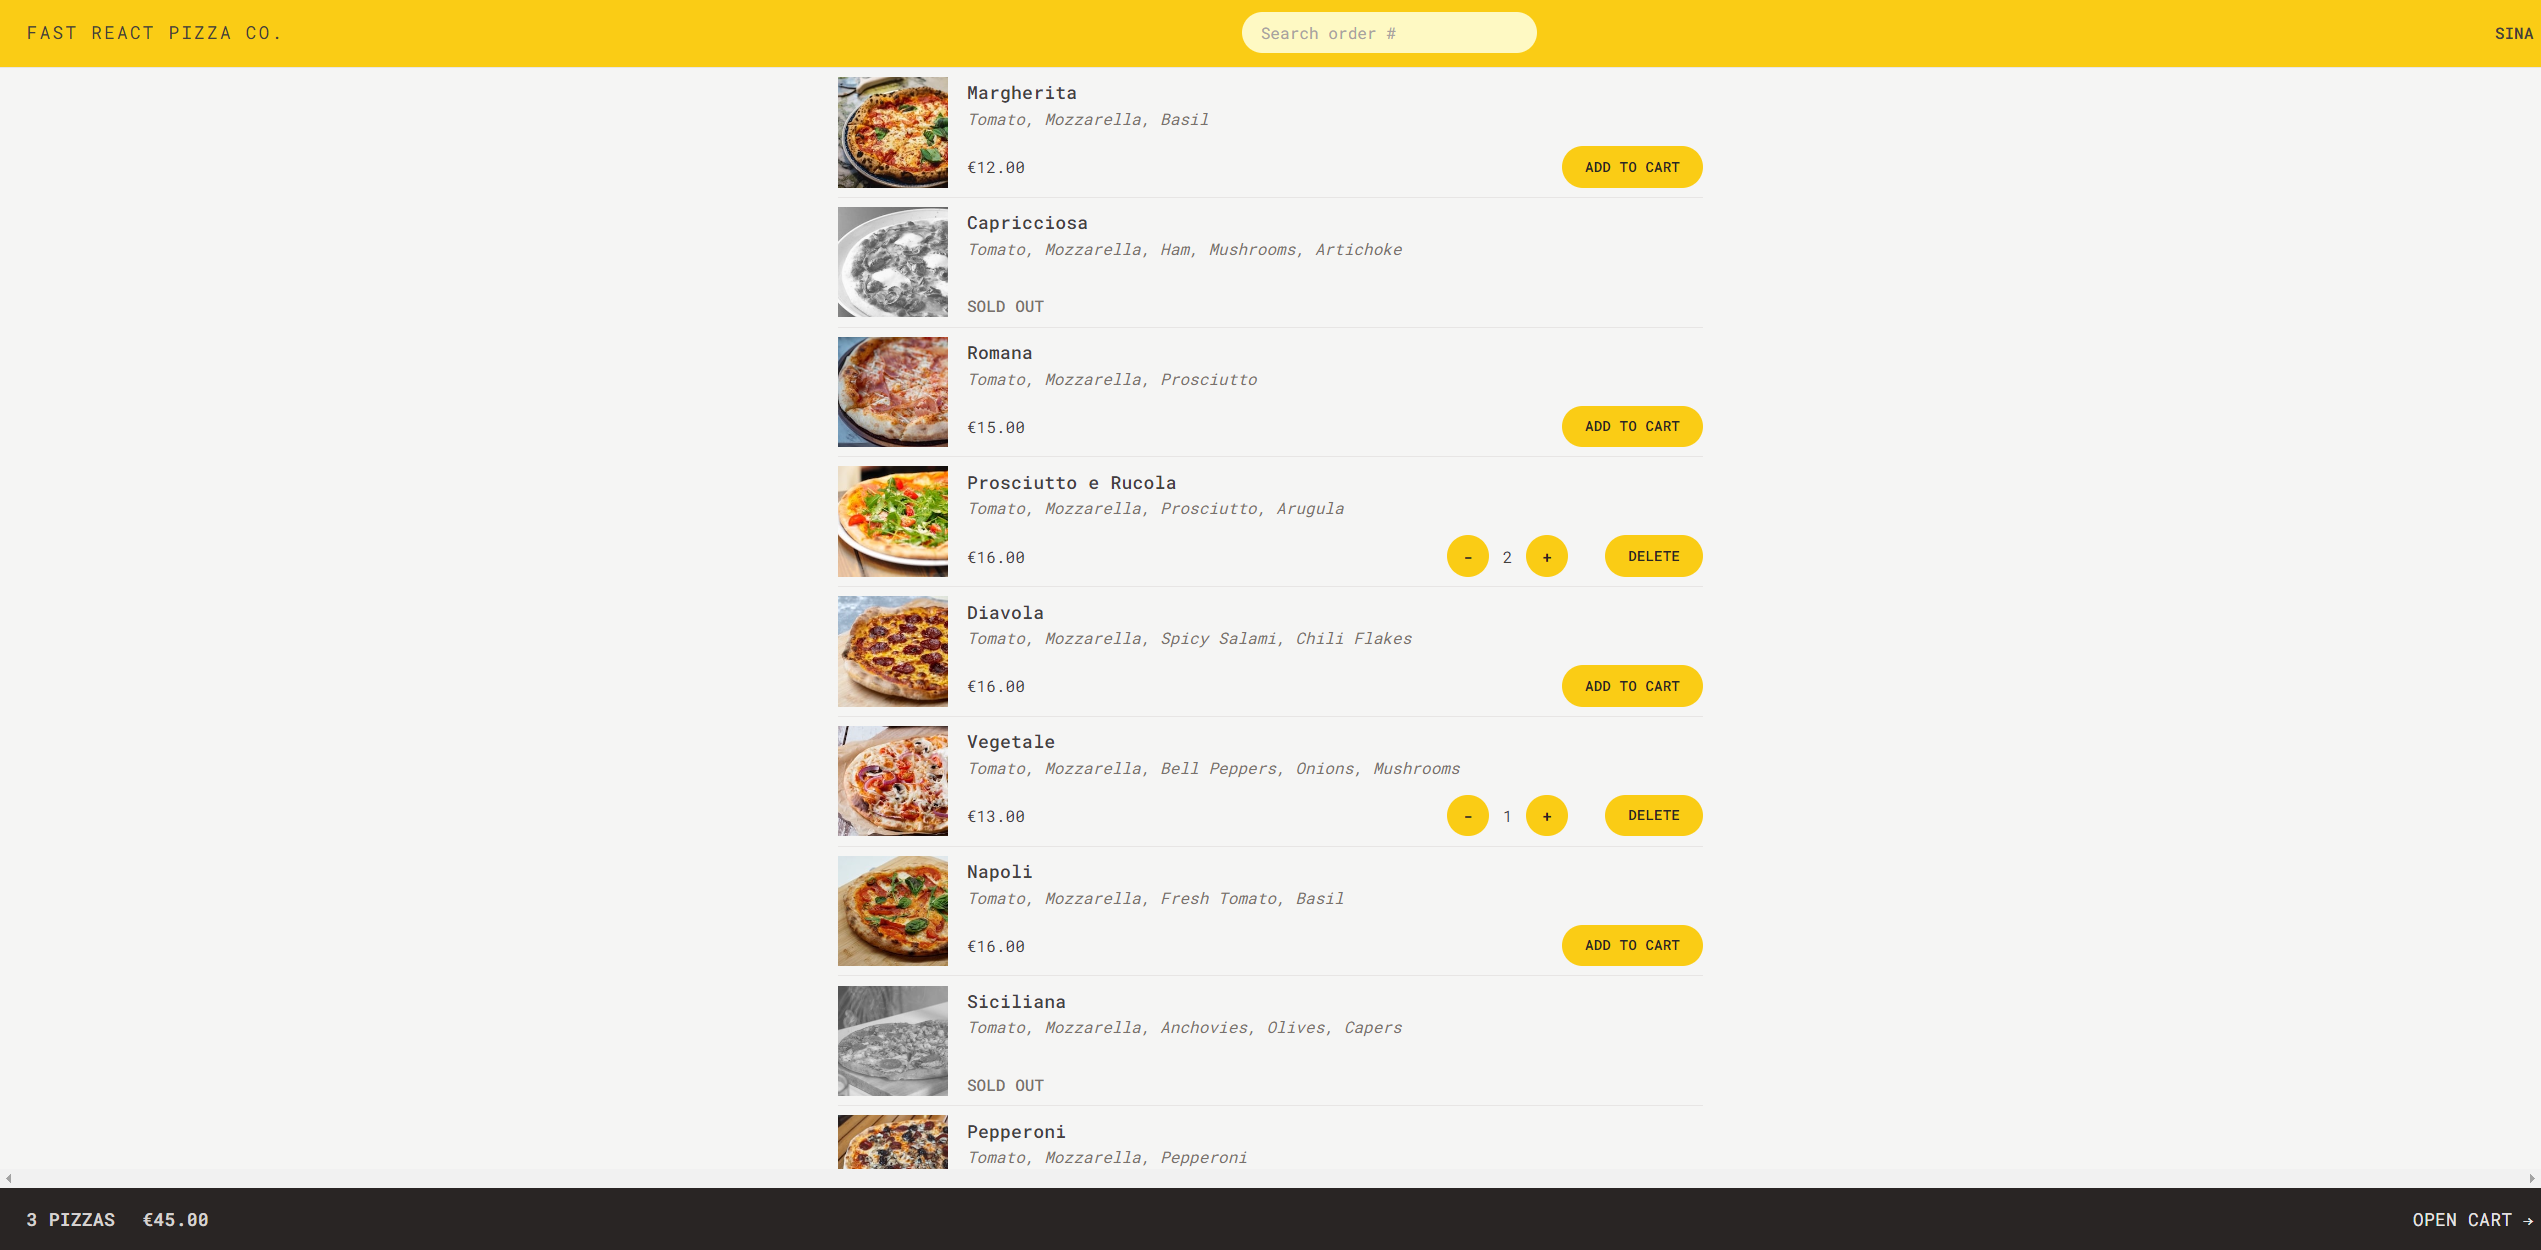 FAST REACT PIZZA CO.
Search order #
SINA
Margherita
Tomato, Mozzarella, Basil
€12.00
ADD TO CART
Capricciosa
Tomato, Mozzarella, Ham, Mushrooms, Artichoke
SOLD OUT
Romana
Tomato, Mozzarella, Prosciutto
€15.00
ADD TO CART
Prosciutto e Rucola
Tomato, Mozzarella, Prosciutto, Arugula
€16.00
- 2 +
DELETE
Diavola
Tomato, Mozzarella, Spicy Salami, Chili Flakes
€16.00
ADD TO CART
Vegetale
Tomato, Mozzarella, Bell Peppers, Onions, Mushrooms
€13.00
- 1 +
DELETE
Napoli
Tomato, Mozzarella, Fresh Tomato, Basil
€16.00
ADD TO CART
Siciliana
Tomato, Mozzarella, Anchovies, Olives, Capers
SOLD OUT
Pepperoni
Tomato, Mozzarella, Pepperoni
3 PIZZAS €45.00
OPEN CART →